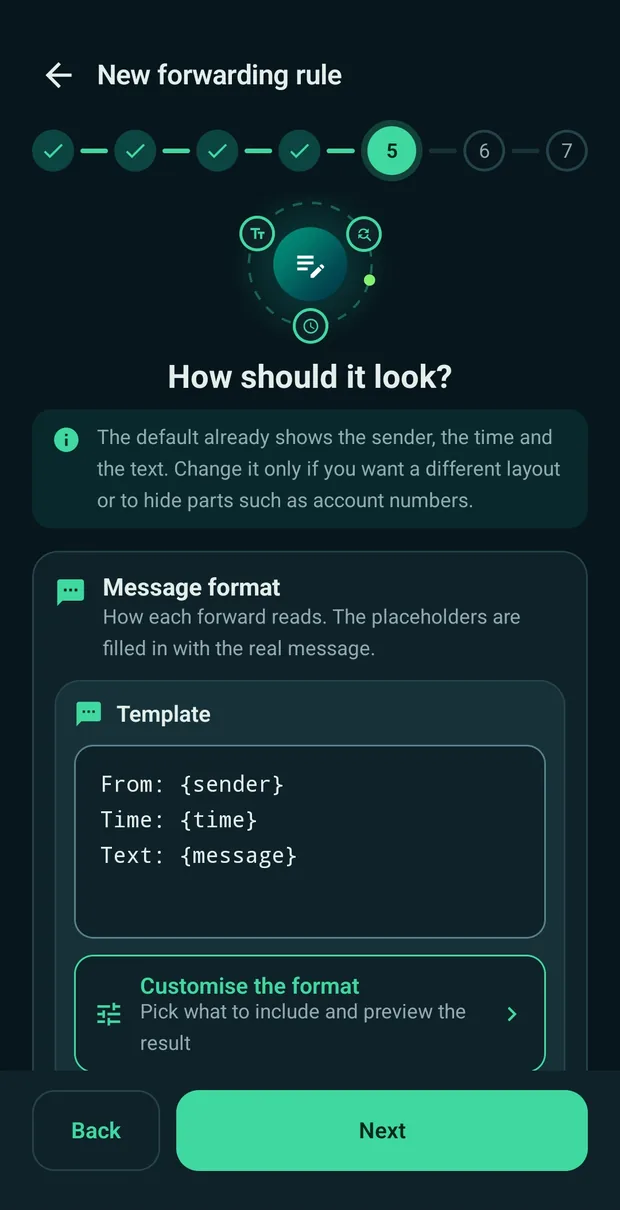 New forwarding rule
5
6
7
Tт
How should it look?
The default already shows the sender, the time and
the text. Change it only if you want a different layout
or to hide parts such as account numbers.
Message format
How each forward reads. The placeholders are
filled in with the real message.
Template
From: {sender}
Time: {time}
Text: {message}
Customise the format
Pick what to include and preview the
result
Back
Next